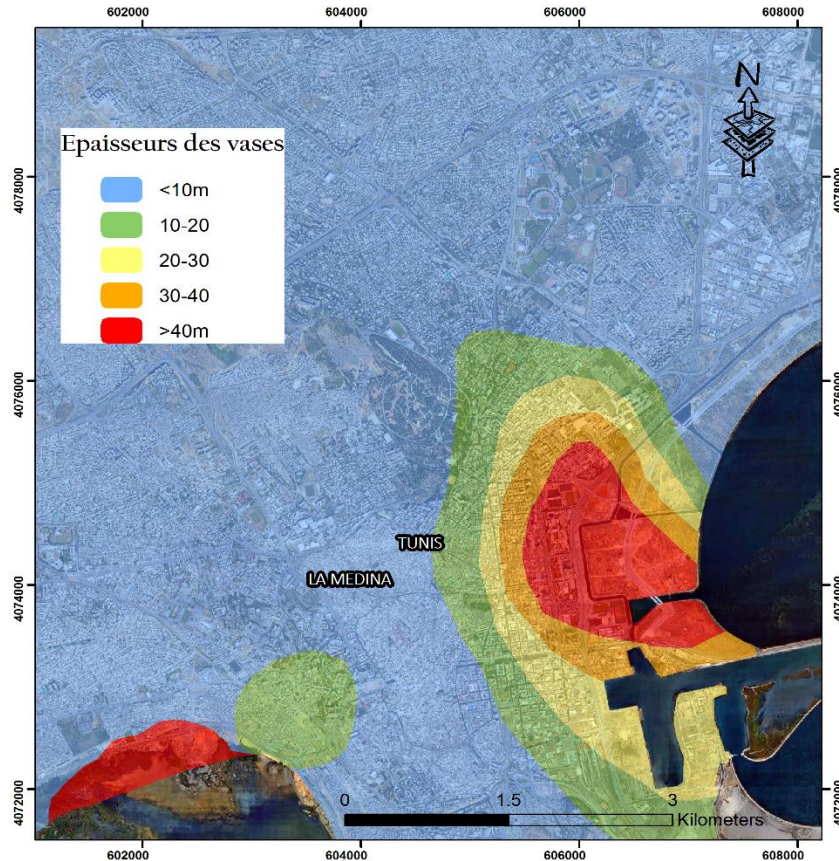 602000 604000 606000 608000
N
Epaisseurs des vases
<10m
10-20
20-30
30-40
>40m
4078000 4078000
4076000 4076000
TUNIS
LA MEDINA
4074000 4074000
4072000 4072000
0 1.5 3
Kilometers
602000 604000 606000 608000